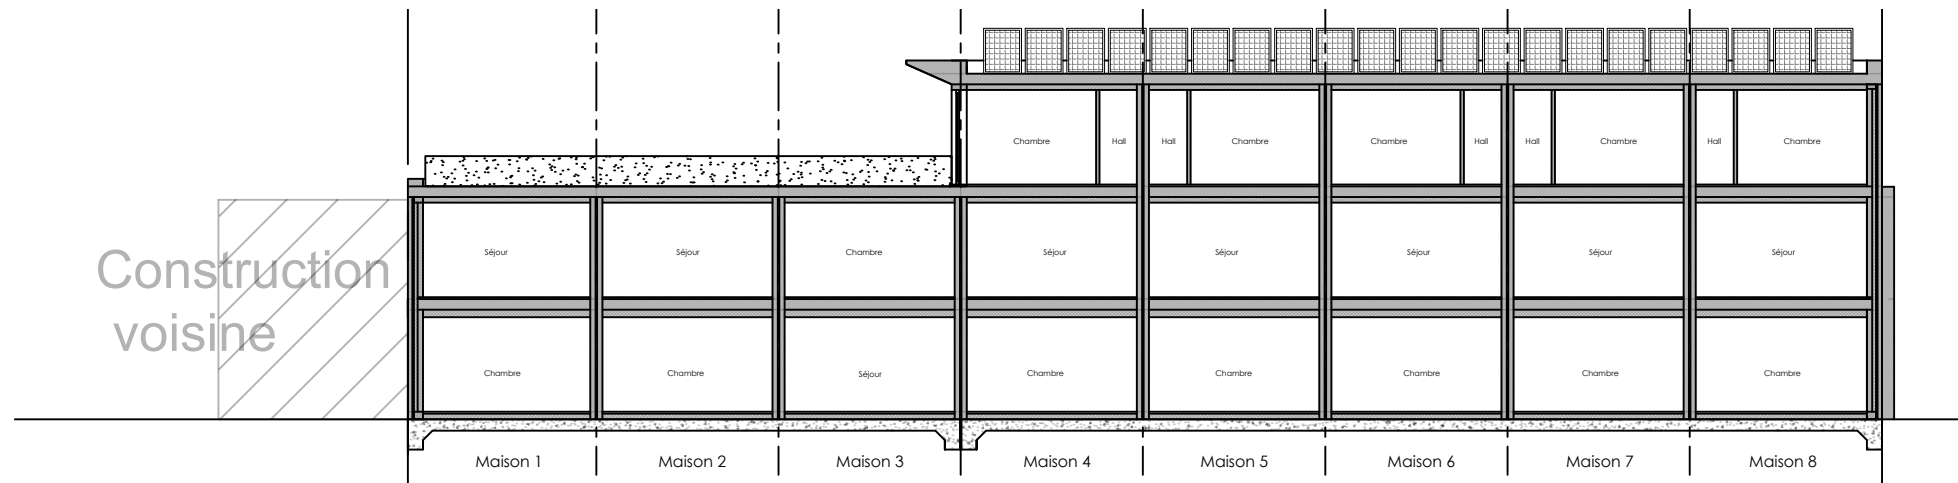 Chambre
Hall
Hall
Chambre
Chambre
Hall
Hall
Chambre
Hall
Chambre
Séjour
Séjour
Chambre
Séjour
Séjour
Séjour
Séjour
Séjour
Construction
voisine
Chambre
Chambre
Séjour
Chambre
Chambre
Chambre
Chambre
Chambre
Maison 1
Maison 2
Maison 3
Maison 4
Maison 5
Maison 6
Maison 7
Maison 8